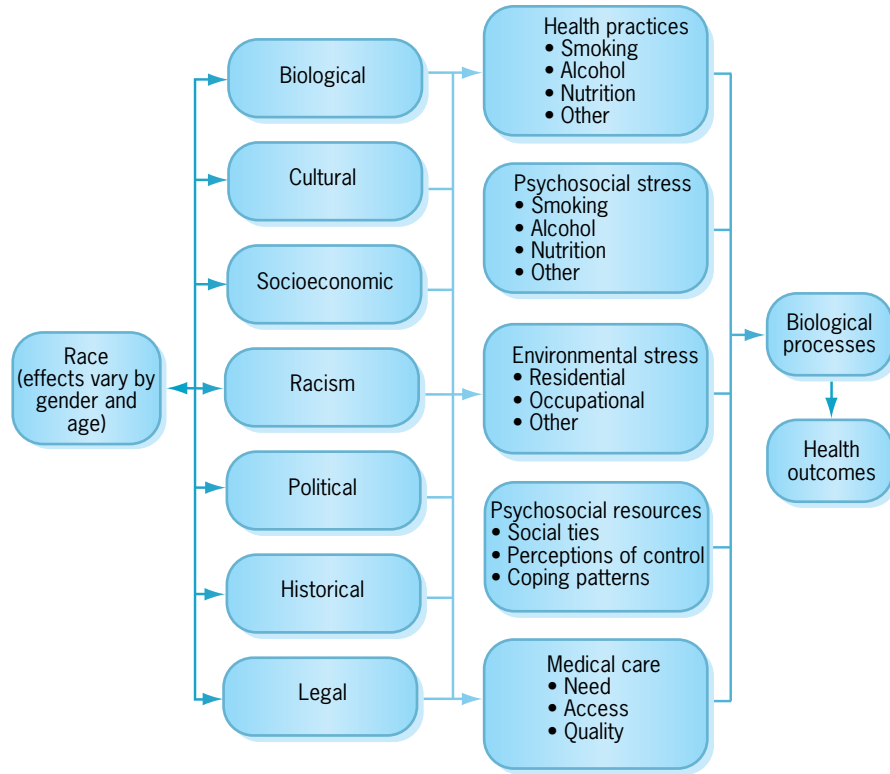 Race
(effects vary by
gender and
age)
Biological
Cultural
Socioeconomic
Racism
Political
Historical
Legal
Health practices
• Smoking
• Alcohol
• Nutrition
• Other
Psychosocial stress
• Smoking
• Alcohol
• Nutrition
• Other
Environmental stress
• Residential
• Occupational
• Other
Psychosocial resources
• Social ties
• Perceptions of control
• Coping patterns
Medical care
• Need
• Access
• Quality
Biological
processes
Health
outcomes